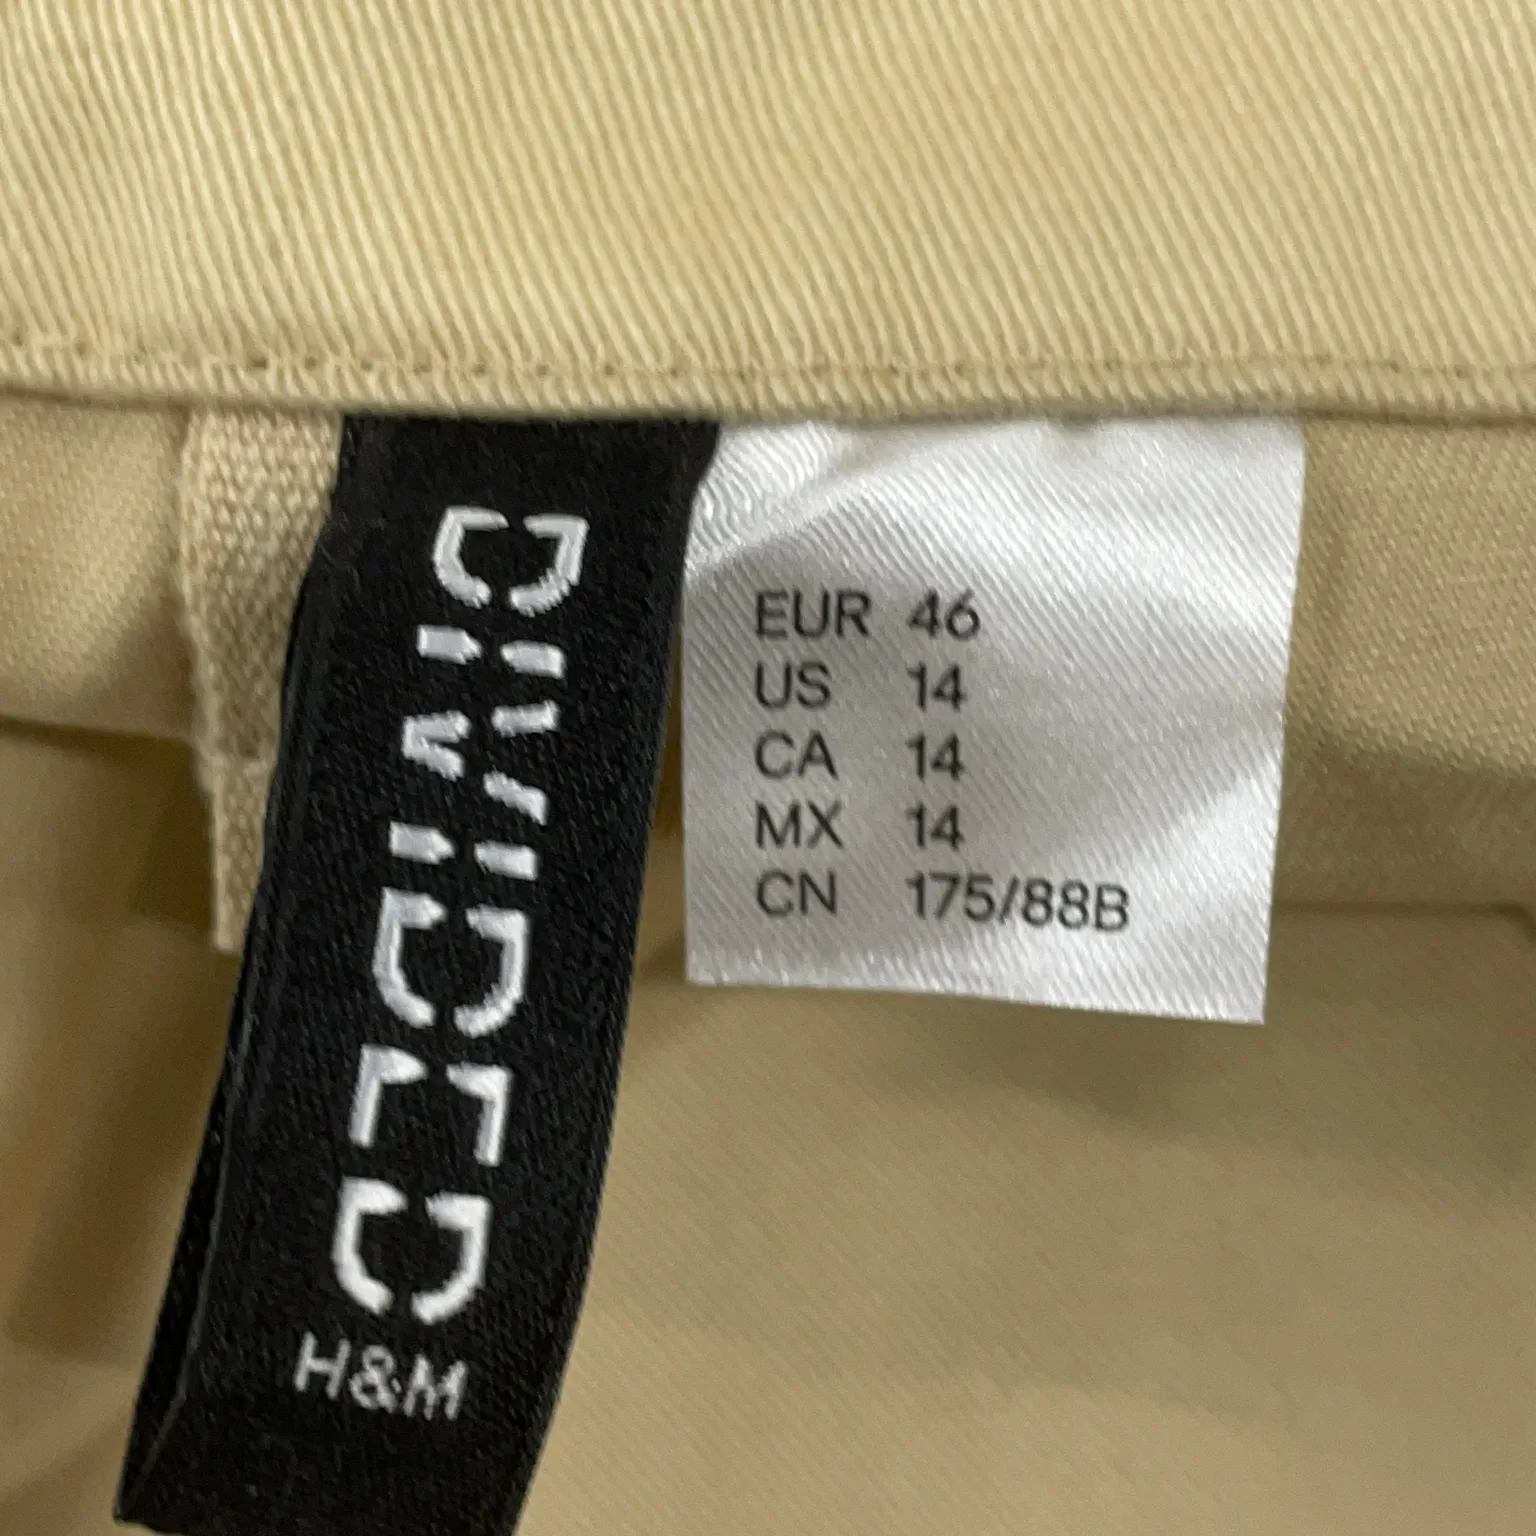 DIVIDED
H&M
EUR 46
US 14
CA 14
MX 14
CN 175/88B